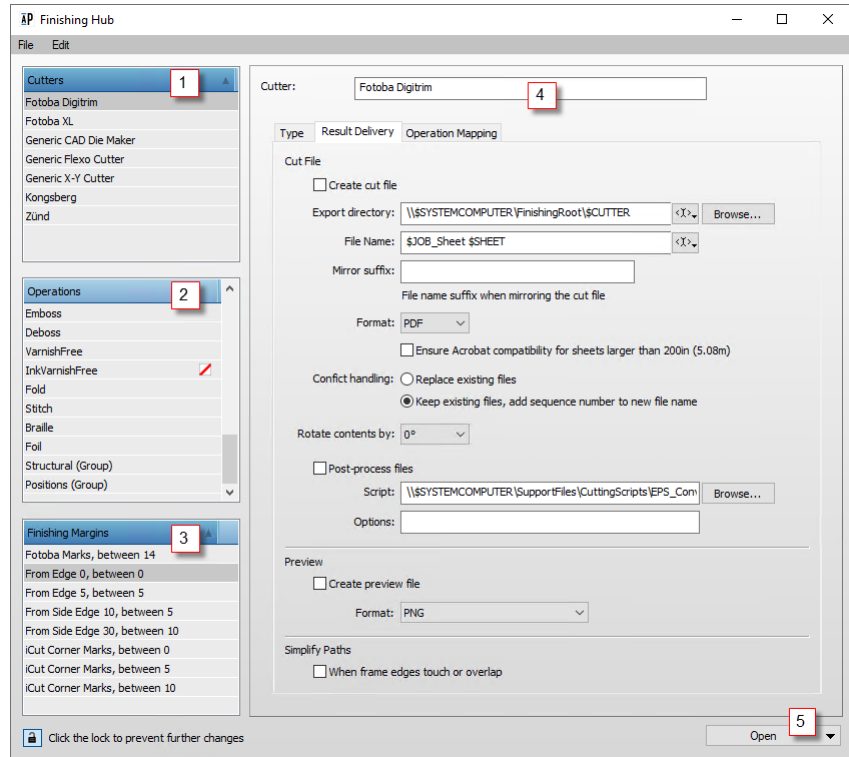 AP Finishing Hub
File Edit
Cutters 1
Fotoba Digitrim
Fotoba XL
Generic CAD Die Maker
Generic Flexo Cutter
Generic X-Y Cutter
Kongsberg
Zünd
Operations 2
Emboss
Deboss
VarnishFree
InkVarnishFree
Fold
Stitch
Braille
Foil
Structural (Group)
Positions (Group)
Finishing Margins 3
Fotoba Marks, between 14
From Edge 0, between 0
From Edge 5, between 5
From Side Edge 10, between 5
From Side Edge 30, between 10
iCut Corner Marks, between 0
iCut Corner Marks, between 5
iCut Corner Marks, between 10
Cutter: Fotoba Digitrim 4
Type Result Delivery Operation Mapping
Cut File
Create cut file
Export directory: \\$SYSTEMCOMPUTER\FinishingRoot\$CUTTER Browse...
File Name: $JOB_Sheet $SHEET
Mirror suffix:
File name suffix when mirroring the cut file
Format: PDF
Ensure Acrobat compatibility for sheets larger than 200in (5.08m)
Confict handling: Replace existing files
Keep existing files, add sequence number to new file name
Rotate contents by: 0°
Post-process files
Script: \\$SYSTEMCOMPUTER\SupportFiles\CuttingScripts\EPS_Conv Browse...
Options:
Preview
Create preview file
Format: PNG
Simplify Paths
When frame edges touch or overlap
Click the lock to prevent further changes
Open 5